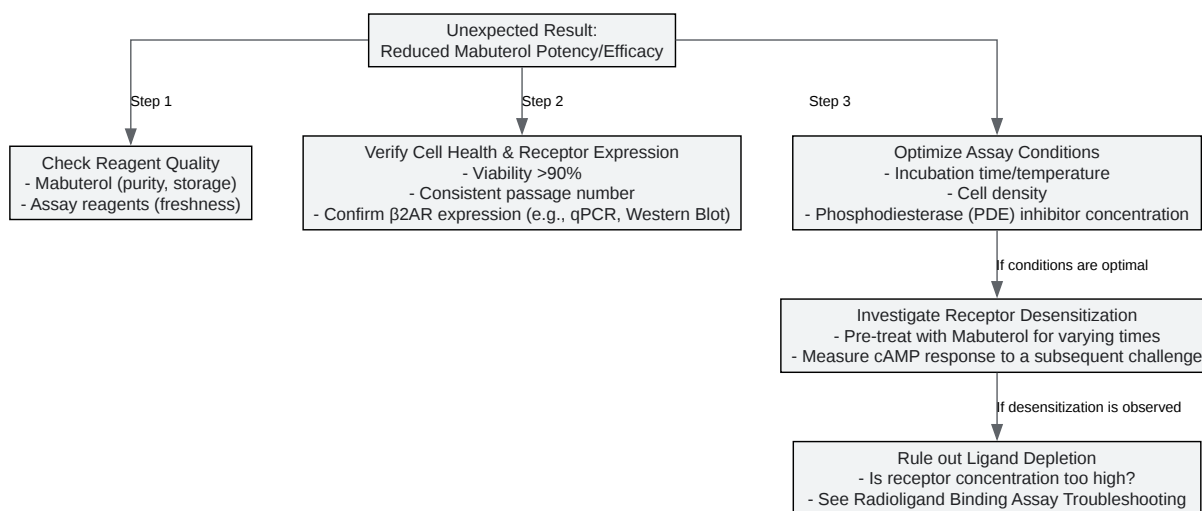 Unexpected Result:
Reduced Mabuterol Potency/Efficacy
Step 1
Step 2
Step 3
Check Reagent Quality
- Mabuterol (purity, storage)
- Assay reagents (freshness)
Verify Cell Health & Receptor Expression
- Viability >90%
- Consistent passage number
- Confirm β2AR expression (e.g., qPCR, Western Blot)
Optimize Assay Conditions
- Incubation time/temperature
- Cell density
- Phosphodiesterase (PDE) inhibitor concentration
If conditions are optimal
Investigate Receptor Desensitization
- Pre-treat with Mabuterol for varying times
- Measure cAMP response to a subsequent challenge
If desensitization is observed
Rule out Ligand Depletion
- Is receptor concentration too high?
- See Radioligand Binding Assay Troubleshooting